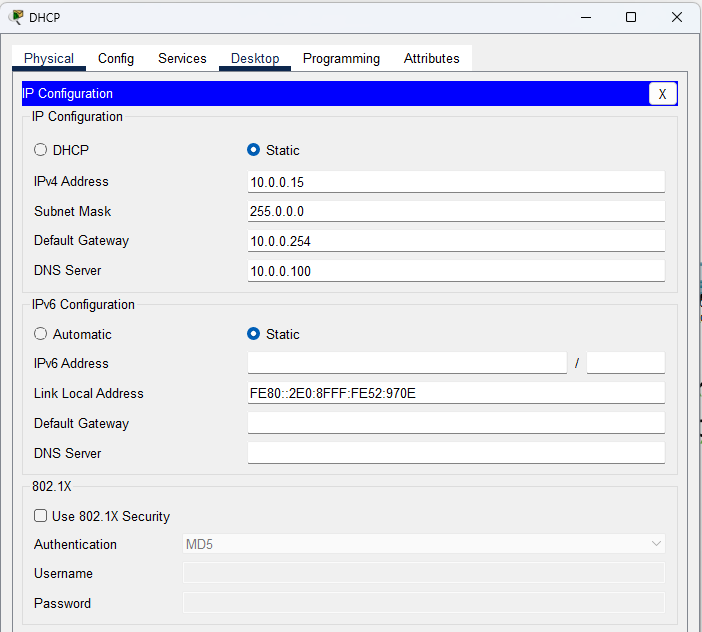 DHCP
Physical Config Services Desktop Programming Attributes
IP Configuration X
IP Configuration
DHCP Static
IPv4 Address 10.0.0.15
Subnet Mask 255.0.0.0
Default Gateway 10.0.0.254
DNS Server 10.0.0.100
IPv6 Configuration
Automatic Static
IPv6 Address /
Link Local Address FE80::2E0:8FFF:FE52:970E
Default Gateway
DNS Server
802.1X
Use 802.1X Security
Authentication MD5
Username
Password